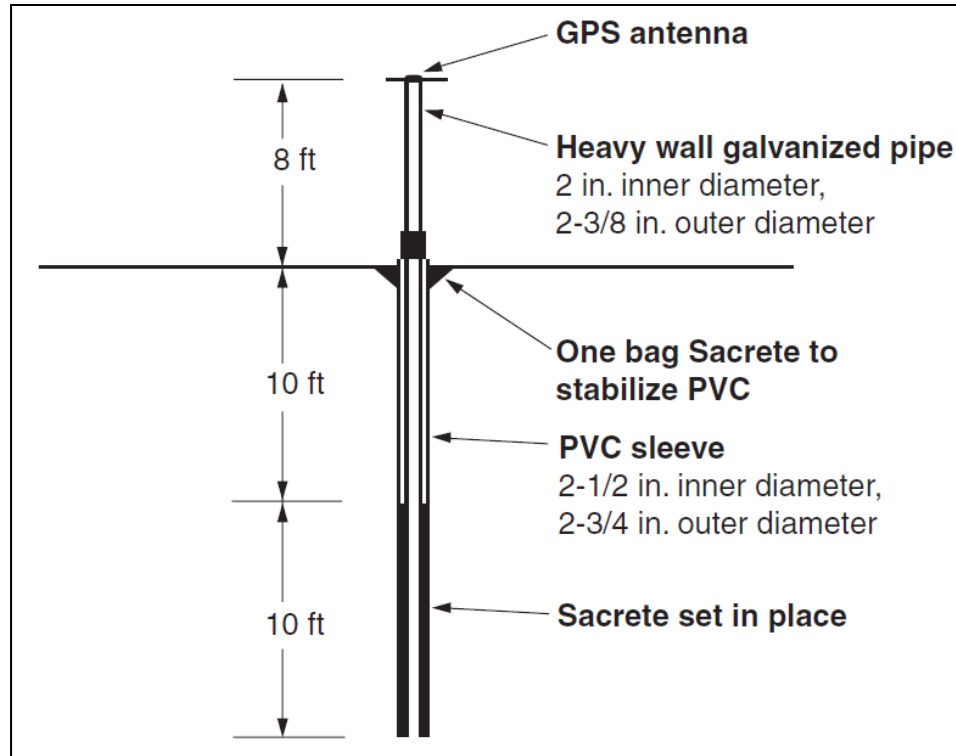 GPS antenna
8 ft
Heavy wall galvanized pipe
2 in. inner diameter,
2-3/8 in. outer diameter
One bag Sacrete to
stabilize PVC
10 ft
PVC sleeve
2-1/2 in. inner diameter,
2-3/4 in. outer diameter
10 ft
Sacrete set in place